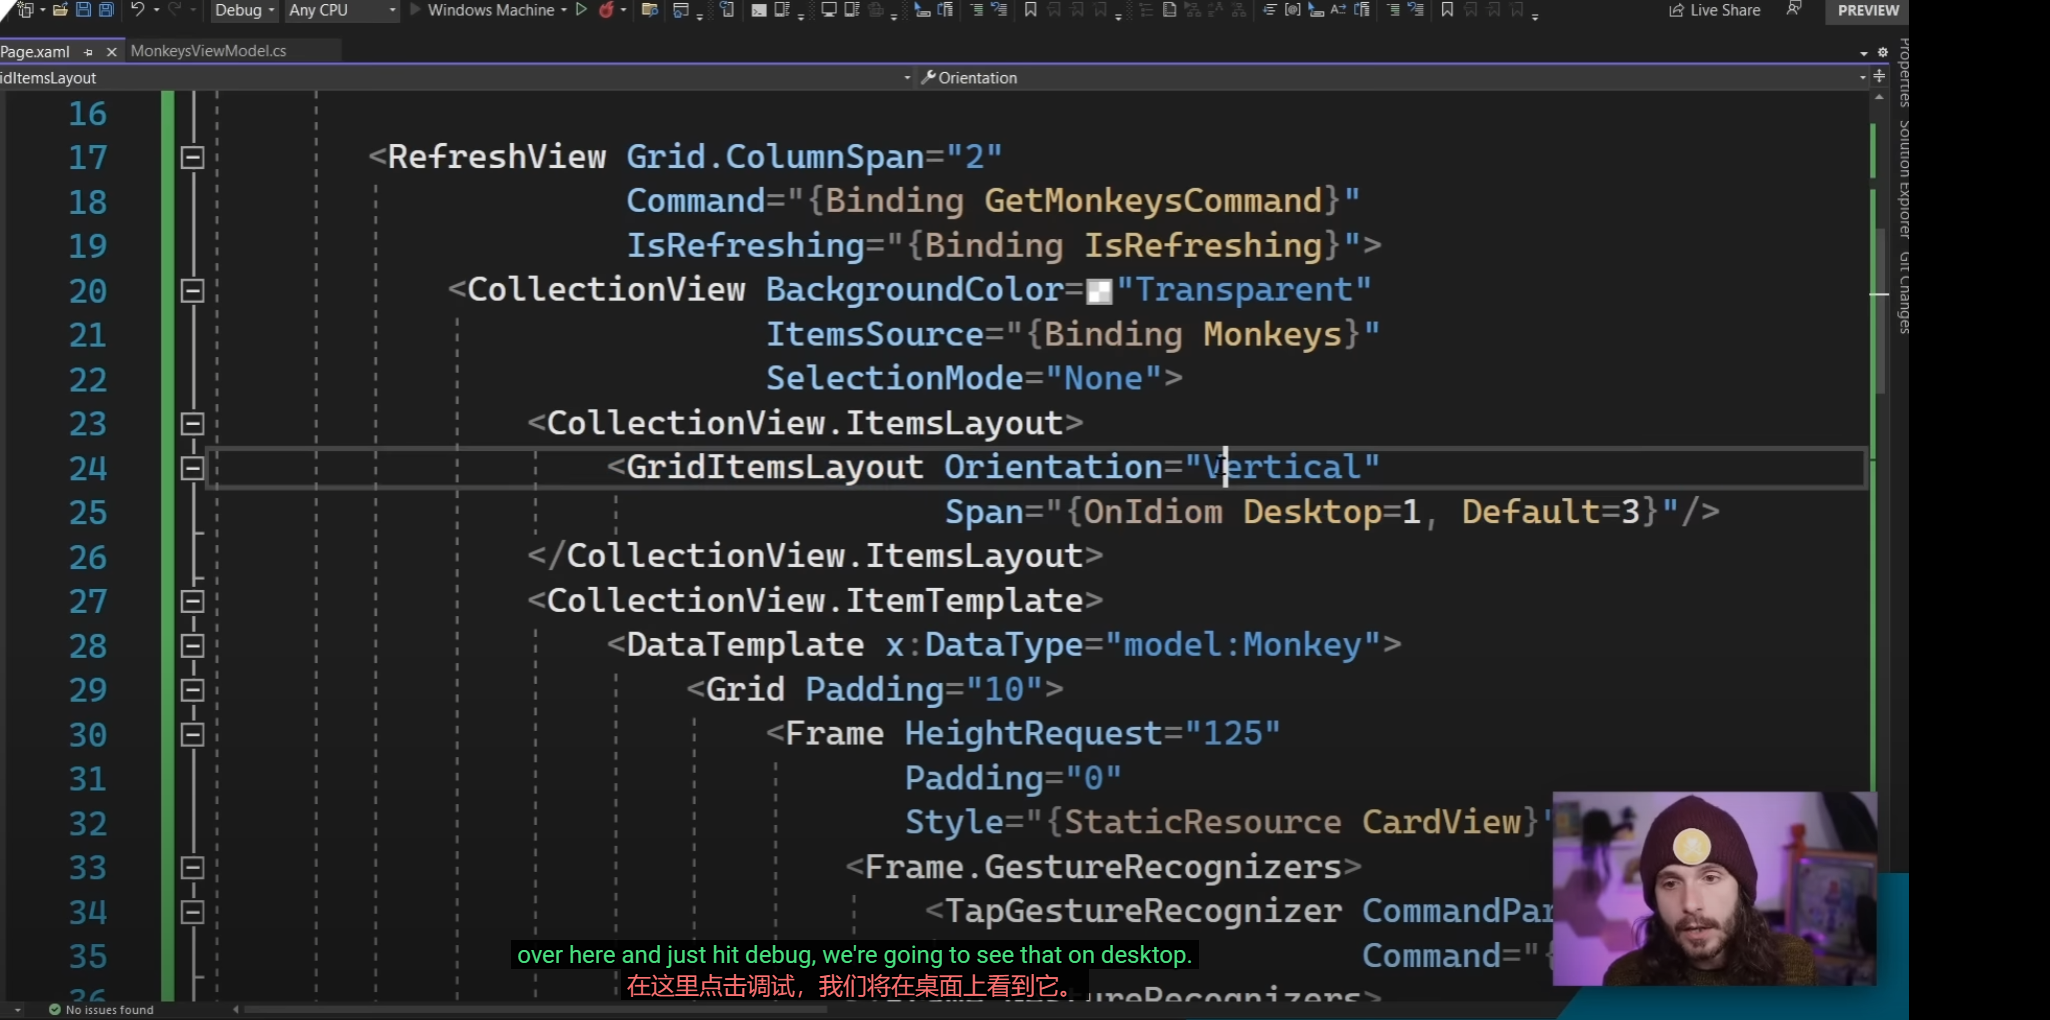 Debug Any CPU Windows Machine Live Share PREVIEW
Page.xaml MonkeysViewModel.cs
idItemsLayout Orientation
Properties
Solution Explorer
Git Changes
16
17 <RefreshView Grid.ColumnSpan="2"
18 Command="{Binding GetMonkeysCommand}"
19 IsRefreshing="{Binding IsRefreshing}">
20 <CollectionView BackgroundColor="Transparent"
21 ItemsSource="{Binding Monkeys}"
22 SelectionMode="None">
23 <CollectionView.ItemsLayout>
24 <GridItemsLayout Orientation="Vertical"
25 Span="{OnIdiom Desktop=1, Default=3}"/>
26 </CollectionView.ItemsLayout>
27 <CollectionView.ItemTemplate>
28 <DataTemplate x:DataType="model:Monkey">
29 <Grid Padding="10">
30 <Frame HeightRequest="125"
31 Padding="0"
32 Style="{StaticResource CardView}"
33 <Frame.GestureRecognizers>
34 <TapGestureRecognizer CommandPar
35 Command="{
over here and just hit debug, we're going to see that on desktop.
在这里点击调试，我们将在桌面上看到它。
36 ureRecognizers>
No issues found